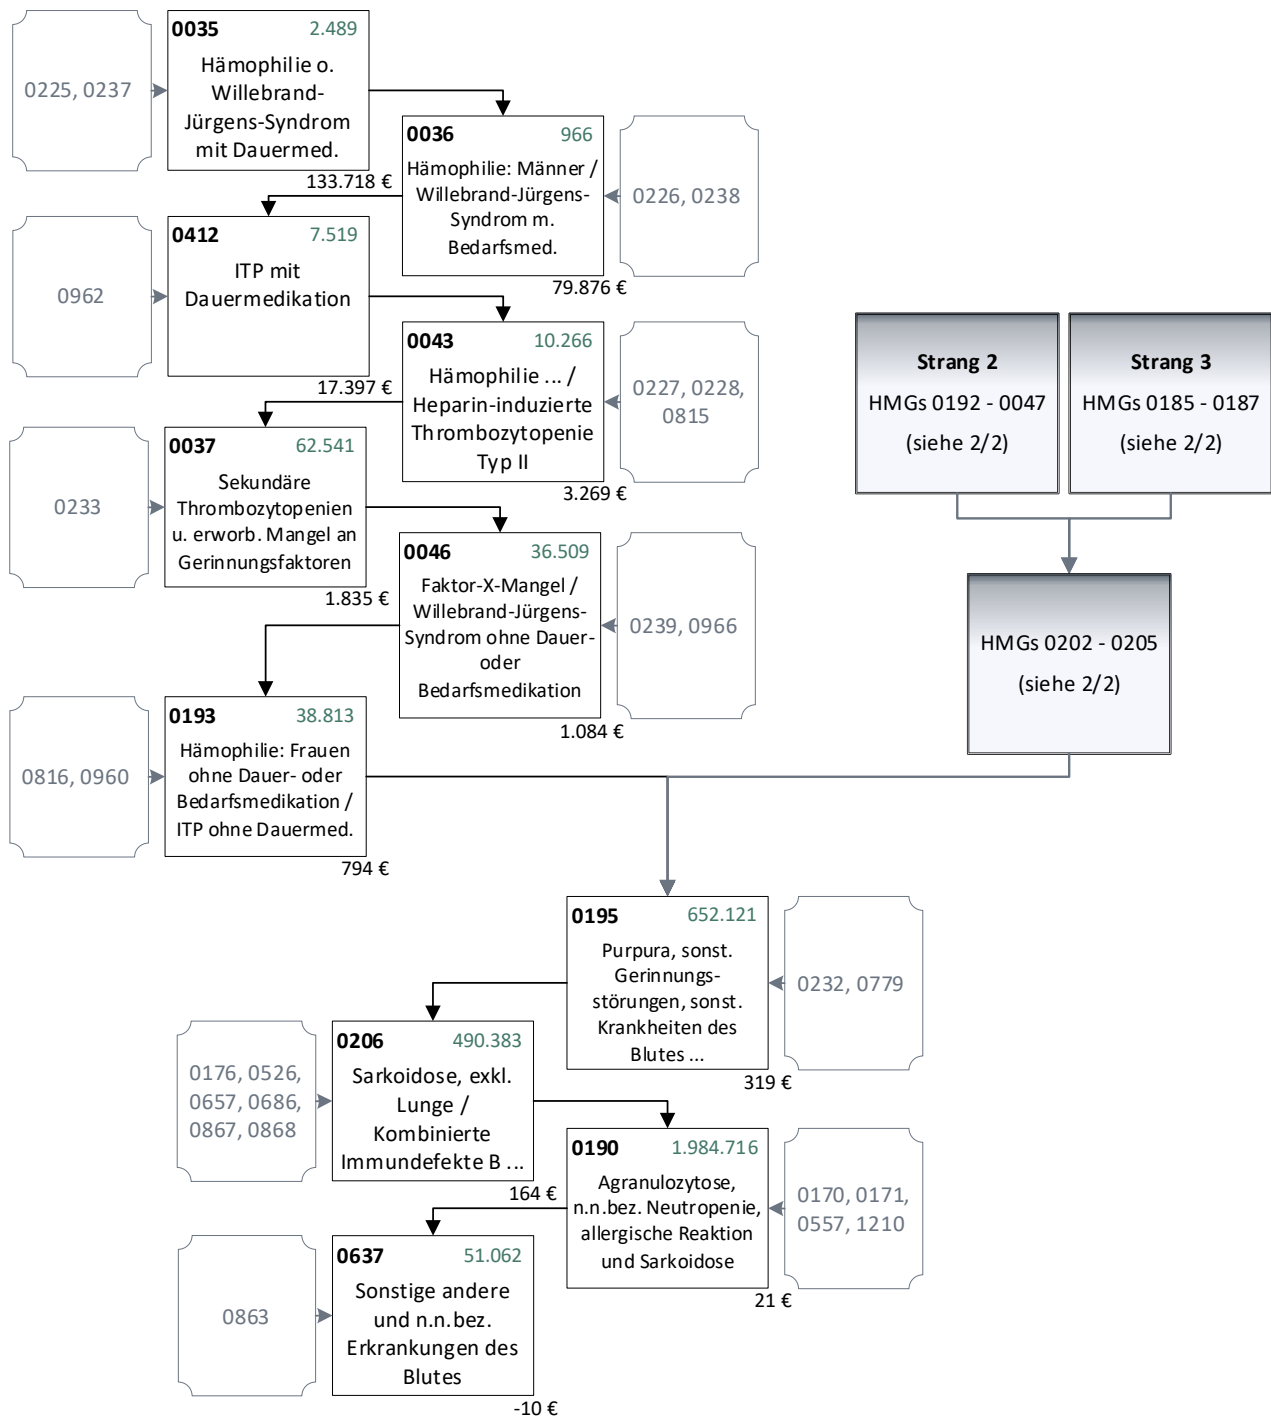 0225, 0237
0035 2.489
Hämophilie o.
Willebrand-
Jürgens-Syndrom
mit Dauermed.
133.718 €
0036 966
Hämophilie: Männer /
Willebrand-Jürgens-
Syndrom m.
Bedarfsmed.
79.876 €
0226, 0238
0962
0412 7.519
ITP mit
Dauermedikation
17.397 €
0043 10.266
Hämophilie ... /
Heparin-induzierte
Thrombozytopenie
Typ II
3.269 €
0227, 0228,
0815
0233
0037 62.541
Sekundäre
Thrombozytopenien
u. erworb. Mangel an
Gerinnungsfaktoren
1.835 €
0046 36.509
Faktor-X-Mangel /
Willebrand-Jürgens-
Syndrom ohne Dauer-
oder
Bedarfsmedikation
1.084 €
0239, 0966
0816, 0960
0193 38.813
Hämophilie: Frauen
ohne Dauer- oder
Bedarfsmedikation /
ITP ohne Dauermed.
794 €
Strang 2
HMGs 0192 - 0047
(siehe 2/2)
Strang 3
HMGs 0185 - 0187
(siehe 2/2)
HMGs 0202 - 0205
(siehe 2/2)
0195 652.121
Purpura, sonst.
Gerinnungs-
störungen, sonst.
Krankheiten des
Blutes ...
319 €
0232, 0779
0176, 0526,
0657, 0686,
0867, 0868
0206 490.383
Sarkoidose, exkl.
Lunge /
Kombinierte
Immundefekte B ...
164 €
0190 1.984.716
Agranulozytose,
n.n.bez. Neutropenie,
allergische Reaktion
und Sarkoidose
21 €
0170, 0171,
0557, 1210
0863
0637 51.062
Sonstige andere
und n.n.bez.
Erkrankungen des
Blutes
-10 €